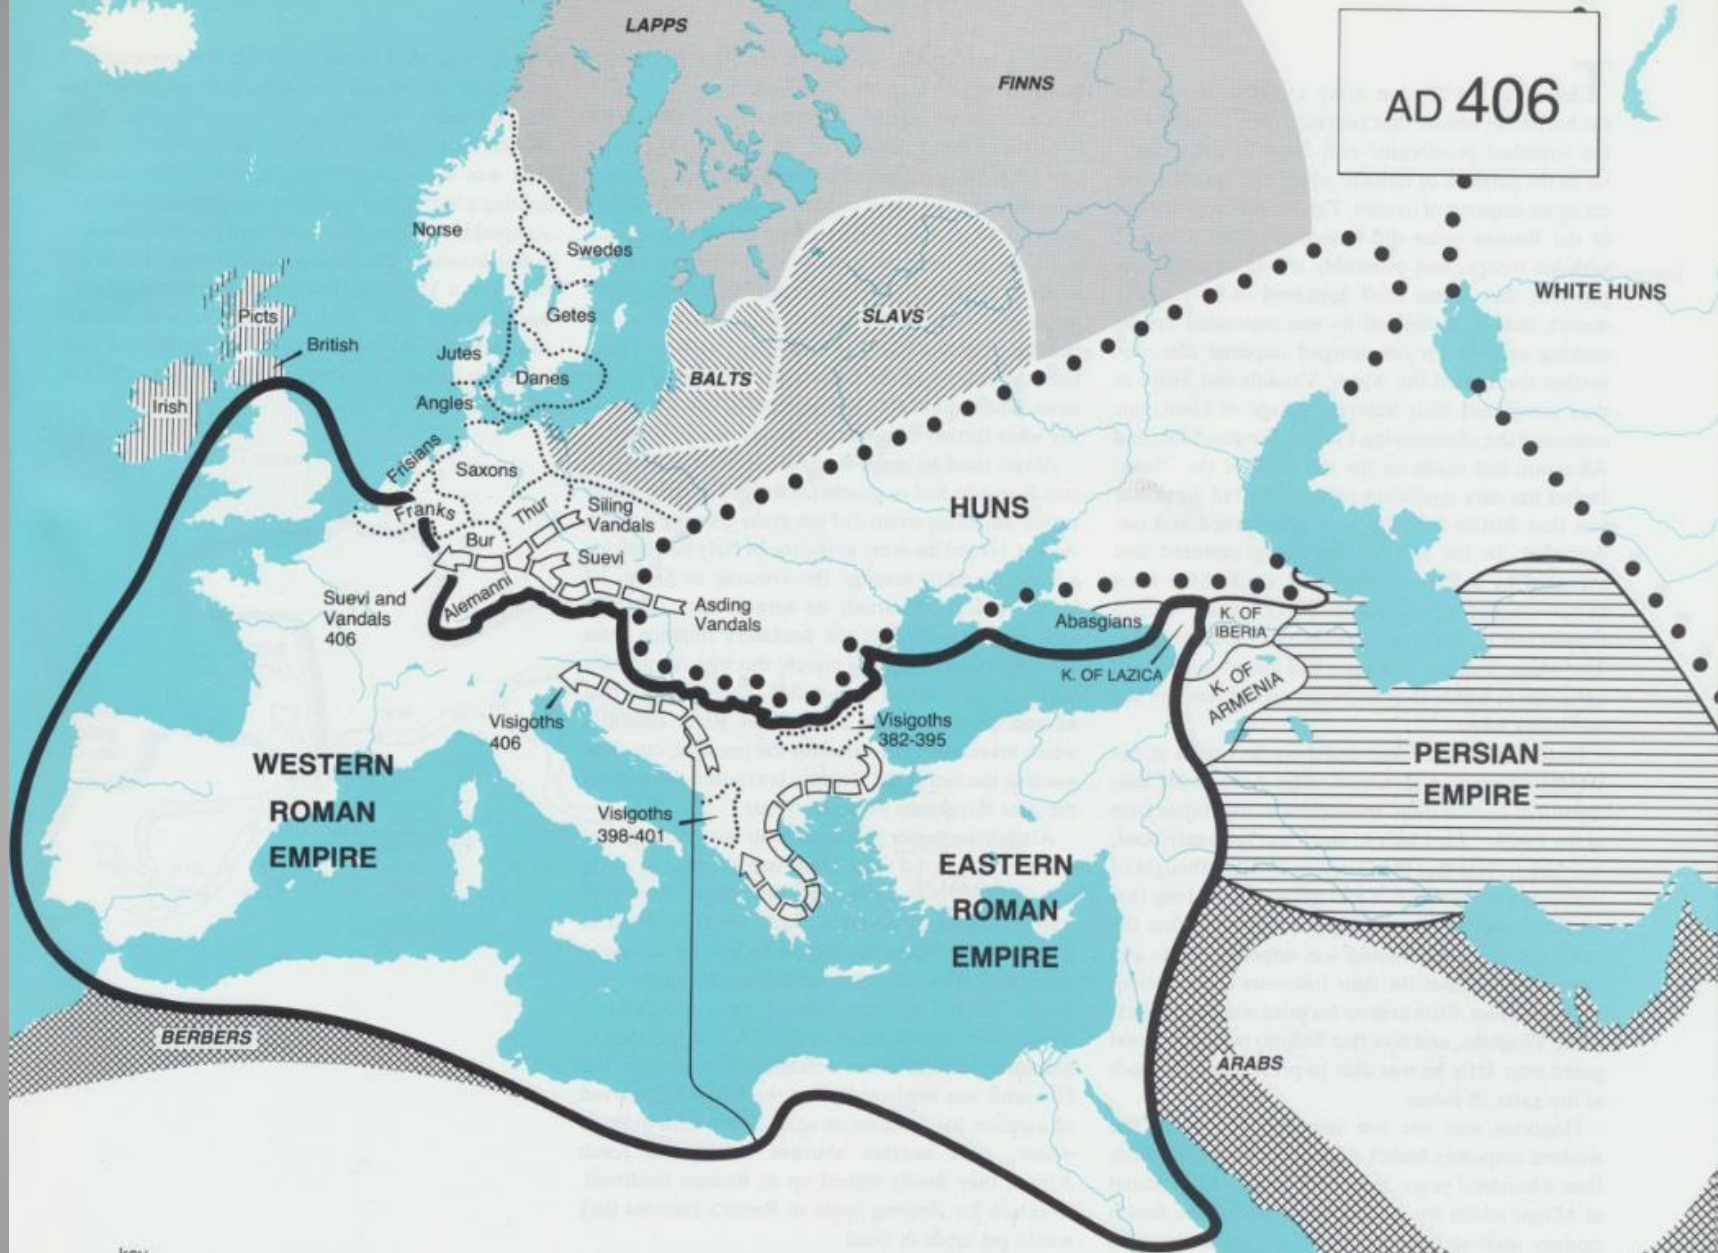 LAPPS
FINNS
AD 406
Norse
Swedes
WHITE HUNS
Picts
Getes
SLAVS
British
Jutes
Danes
BALTS
Irish
Angles
Frisians
Saxons
Franks
Thur
Siling
Vandals
HUNS
Bur
Suevi
Alemanni
Suevi and
Vandals
406
Asding
Vandals
Abasgians
K. OF
IBERIA
K. OF LAZICA
K. OF
ARMENIA
Visigoths
406
Visigoths
382-395
WESTERN
ROMAN
EMPIRE
PERSIAN
EMPIRE
Visigoths
398-401
EASTERN
ROMAN
EMPIRE
BERBERS
ARABS